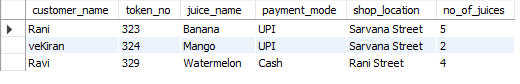 customer_name token_no juice_name payment_mode shop_location no_of_juices
Rani 323 Banana UPI Sarvana Street 5
veKiran 324 Mango UPI Sarvana Street 2
Ravi 329 Watermelon Cash Rani Street 4